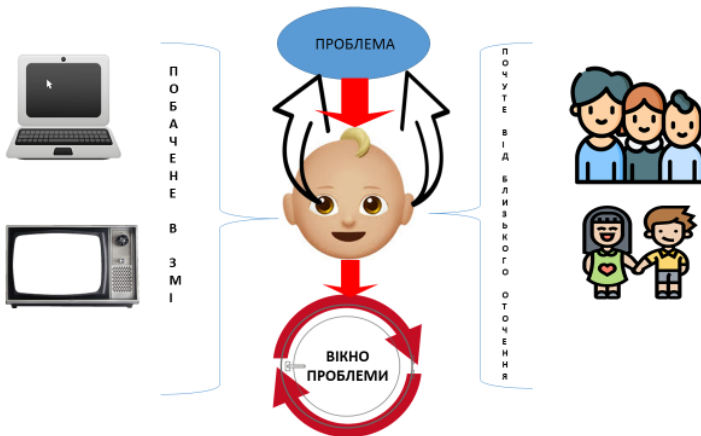 ПРОБЛЕМА
ПОБАЧЕНЕ В ЗМІ
ПОЧУТЕ ВІД БЛИЗЬКОГО ОТОЧЕННЯ
ВІКНО
ПРОБЛЕМИ